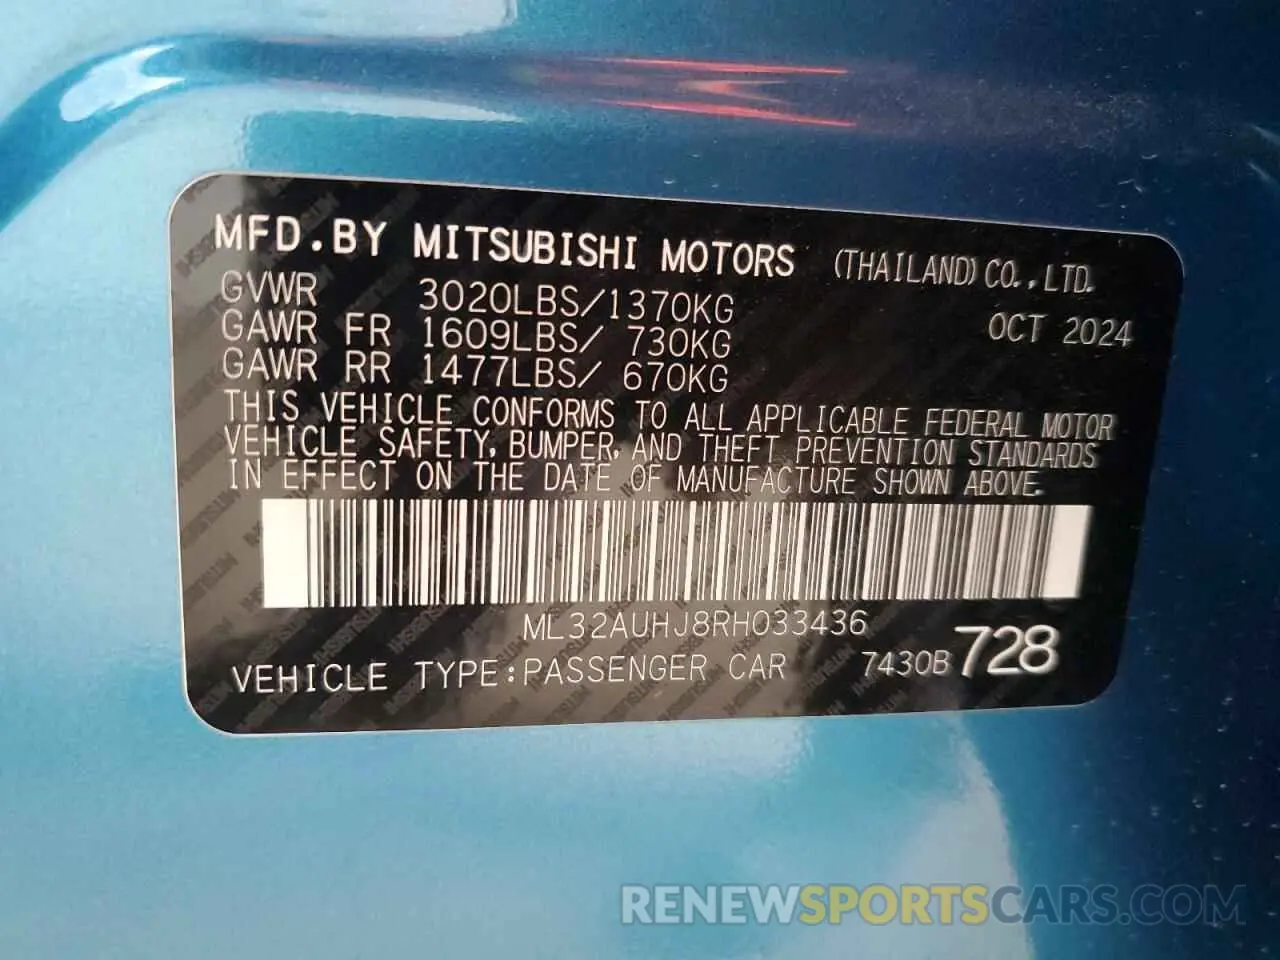 MFD.BY MITSUBISHI MOTORS (THAILAND) CO.,LTD.
GVWR 3020LBS/1370KG
OCT 2024
GAWR FR 1609LBS/ 730KG
GAWR RR 1477LBS/ 670KG
THIS VEHICLE CONFORMS TO ALL APPLICABLE FEDERAL MOTOR
VEHICLE SAFETY, BUMPER, AND THEFT PREVENTION STANDARDS
IN EFFECT ON THE DATE OF MANUFACTURE SHOWN ABOVE.
ML32AUHJ8RH033436
VEHICLE TYPE:PASSENGER CAR 7430B 728
RENEWSPORTSCARS.COM